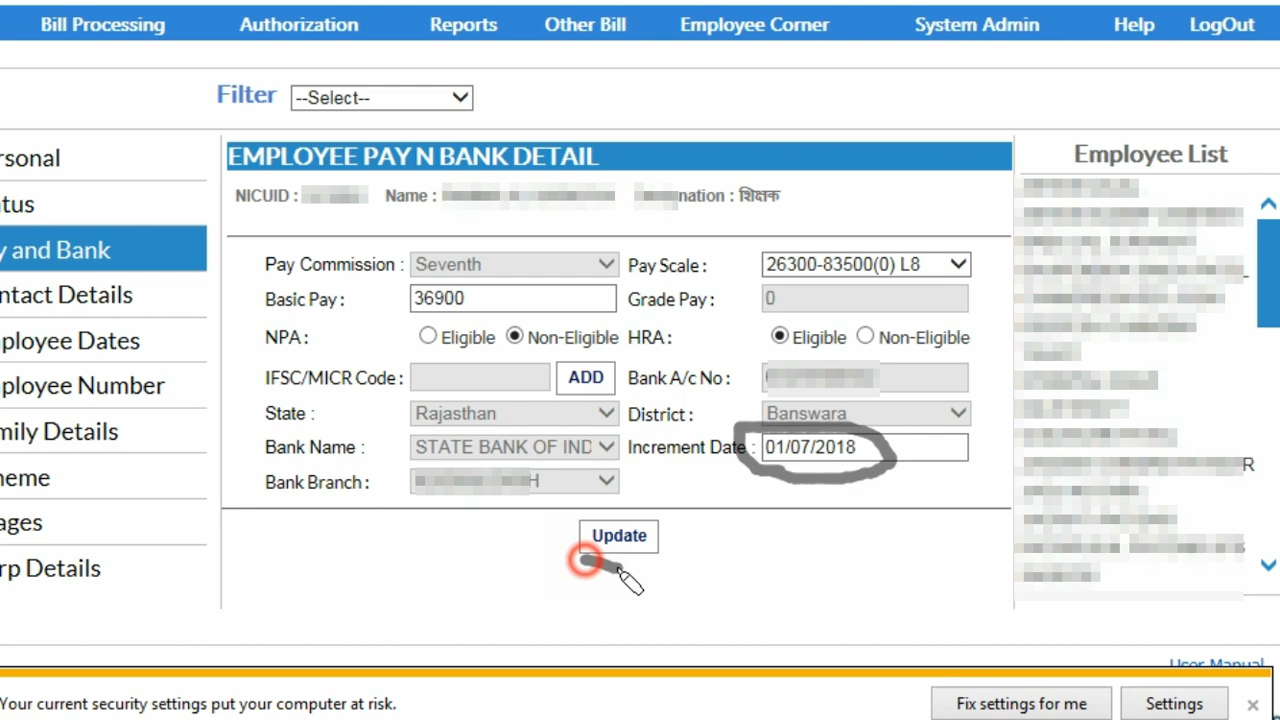 Bill Processing Authorization Reports Other Bill Employee Corner System Admin Help LogOut
Filter --Select--
rsonal
tus
y and Bank
ntact Details
ployee Dates
ployee Number
mily Details
heme
ages
rp Details
EMPLOYEE PAY N BANK DETAIL
NICUID : Name : nation : शिक्षक
Pay Commission : Seventh Pay Scale : 26300-83500(0) L8
Basic Pay : 36900 Grade Pay : 0
NPA : Eligible Non-Eligible HRA : Eligible Non-Eligible
IFSC/MICR Code : ADD Bank A/c No :
State : Rajasthan District : Banswara
Bank Name : STATE BANK OF IND Increment Date : 01/07/2018
Bank Branch : H
Update
Employee List
R
User Manual
Your current security settings put your computer at risk.
Fix settings for me Settings ×